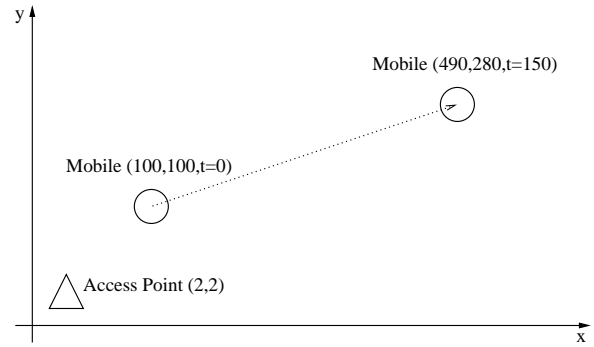 y
Mobile (490,280,t=150)
Mobile (100,100,t=0)
Access Point (2,2)
x